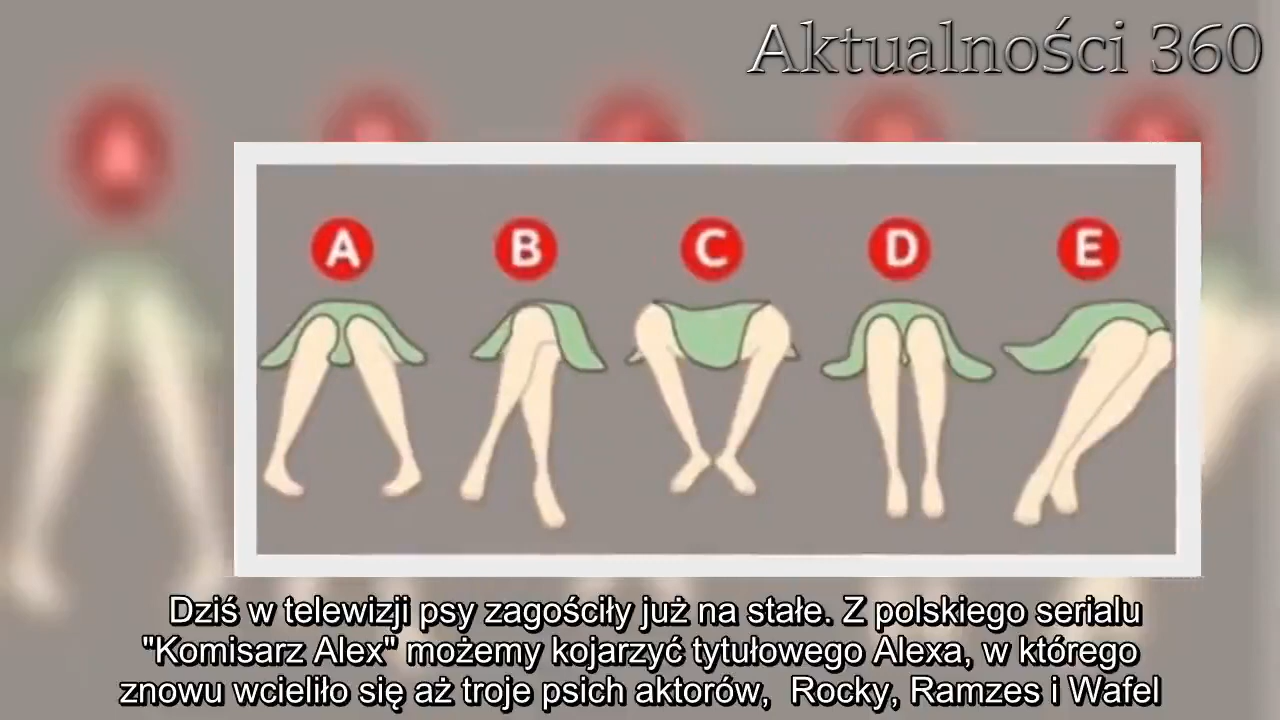 Aktualności 360
A B C D E
Dziś w telewizji psy zagościły już na stałe. Z polskiego serialu
"Komisarz Alex" możemy kojarzyć tytułowego Alexa, w którego
znowu wcieliło się aż troje psich aktorów,  Rocky, Ramzes i Wafel